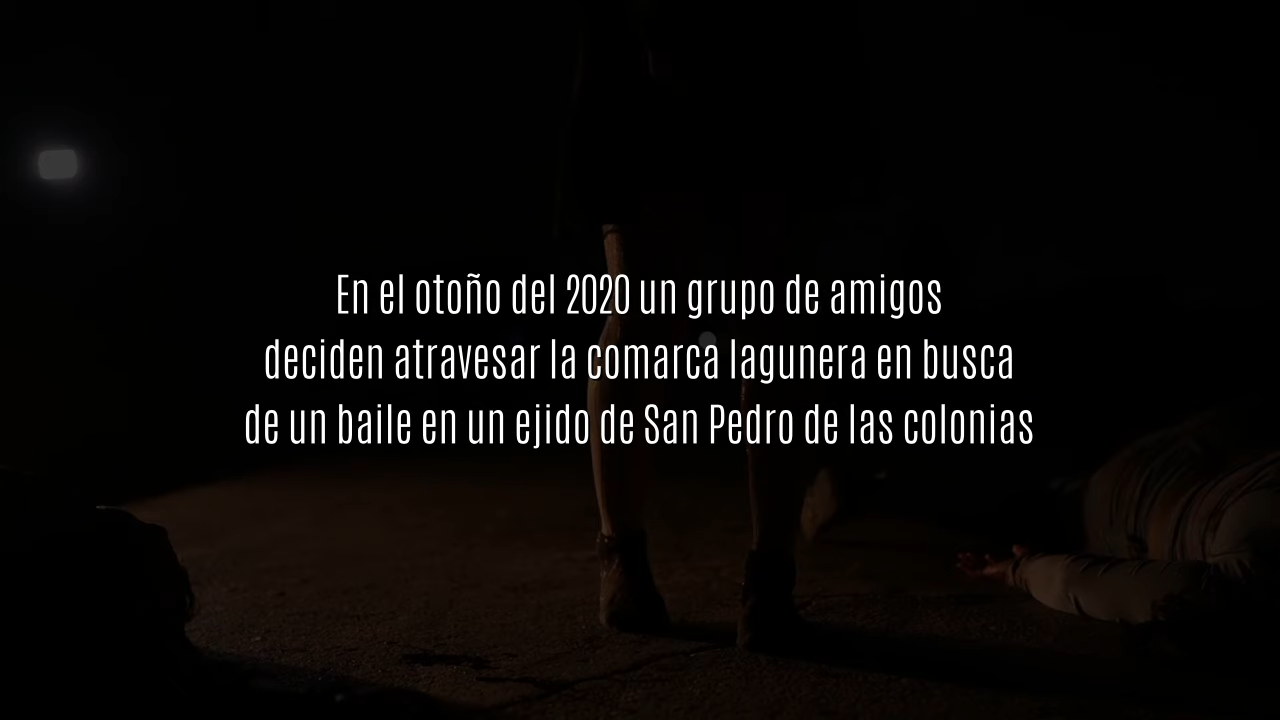 En el otoño del 2020 un grupo de amigos
deciden atravesar la comarca lagunera en busca
de un baile en un ejido de San Pedro de las colonias